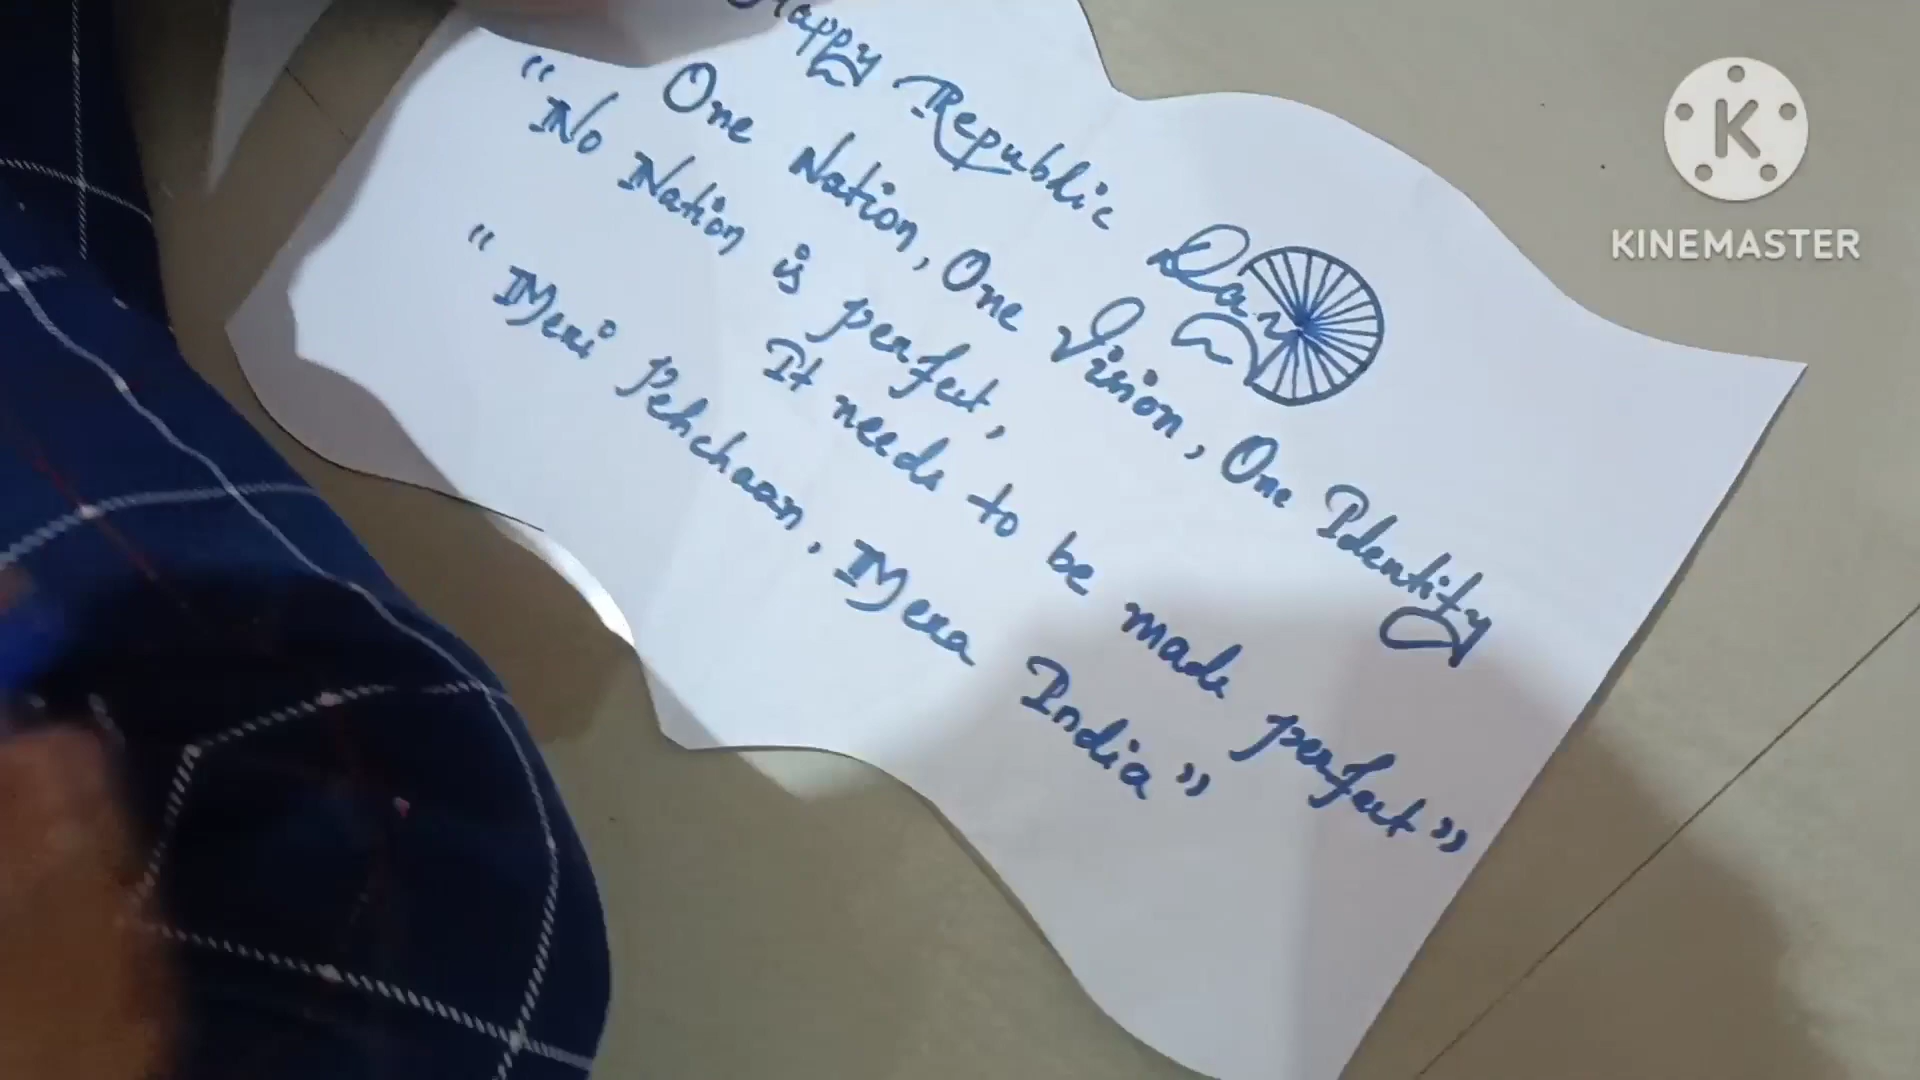 Happy Republic Day
One Nation, One Vision, One Identity
“No Nation is perfect,
It needs to be made perfect”
“Meri Pehchaan, Mera India”
KINEMASTER